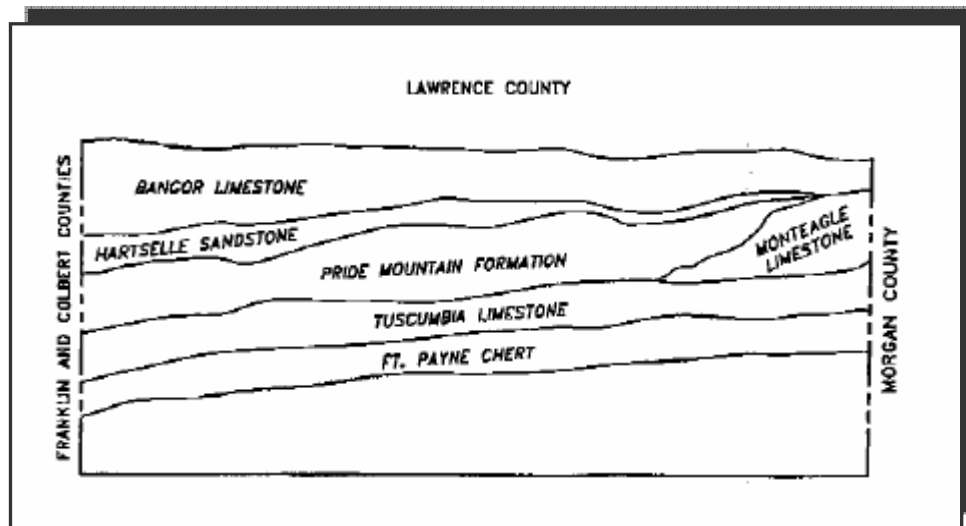 LAWRENCE COUNTY
FRANKLIN AND COLBERT COUNTIES
BANGOR LIMESTONE
HARTSELLE SANDSTONE
PRIDE MOUNTAIN FORMATION
MONTEAGLE
LIMESTONE
TUSCUMBIA LIMESTONE
FT. PAYNE CHERT
MORGAN COUNTY